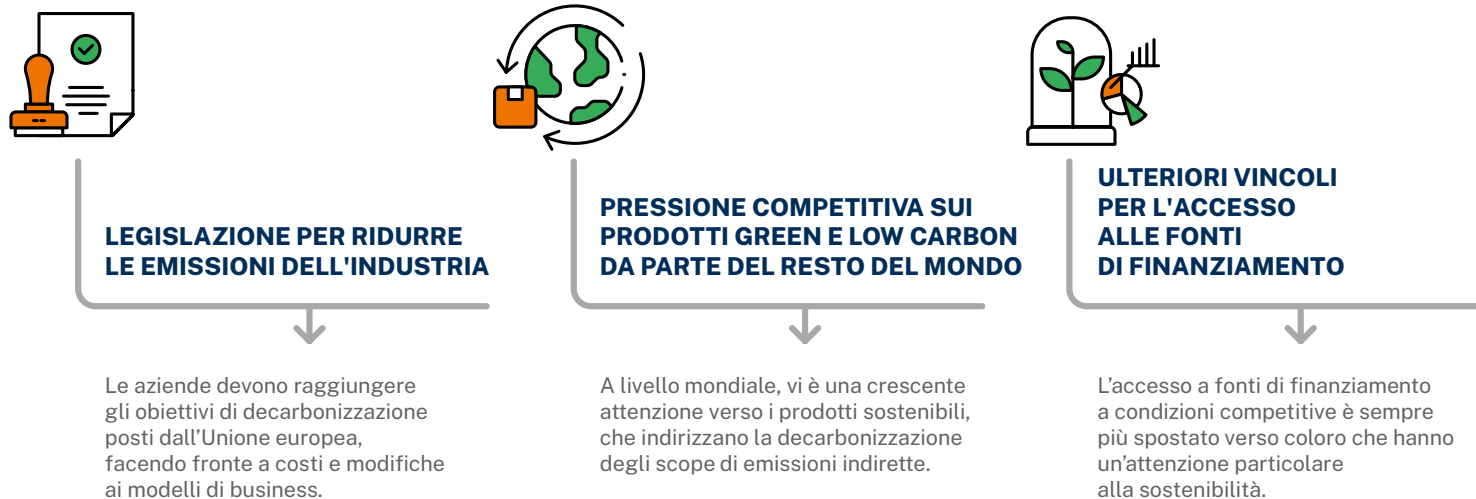 LEGISLAZIONE PER RIDURRE
LE EMISSIONI DELL'INDUSTRIA
Le aziende devono raggiungere
gli obiettivi di decarbonizzazione
posti dall’Unione europea,
facendo fronte a costi e modifiche
ai modelli di business.
PRESSIONE COMPETITIVA SUI
PRODOTTI GREEN E LOW CARBON
DA PARTE DEL RESTO DEL MONDO
A livello mondiale, vi è una crescente
attenzione verso i prodotti sostenibili,
che indirizzano la decarbonizzazione
degli scope di emissioni indirette.
ULTERIORI VINCOLI
PER L'ACCESSO
ALLE FONTI
DI FINANZIAMENTO
L’accesso a fonti di finanziamento
a condizioni competitive è sempre
più spostato verso coloro che hanno
un’attenzione particolare
alla sostenibilità.